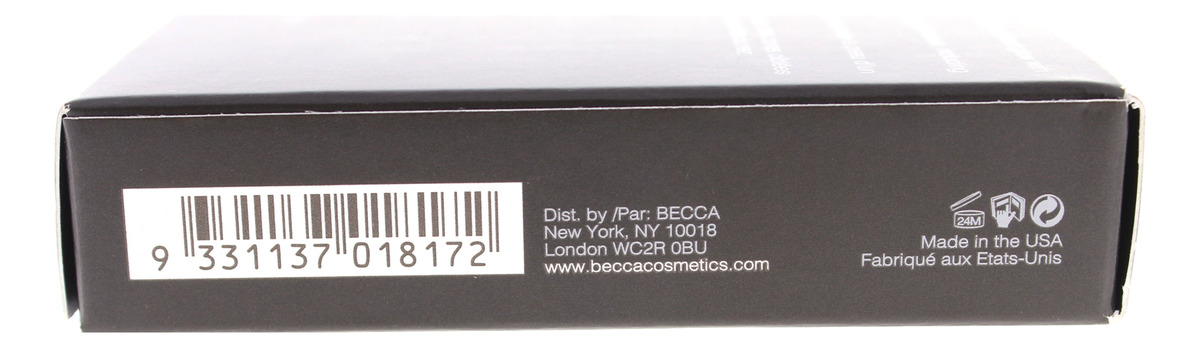 9 331137 018172
Dist. by /Par: BECCA
New York, NY 10018
London WC2R 0BU
www.beccacosmetics.com
24M
Made in the USA
Fabriqué aux Etats-Unis